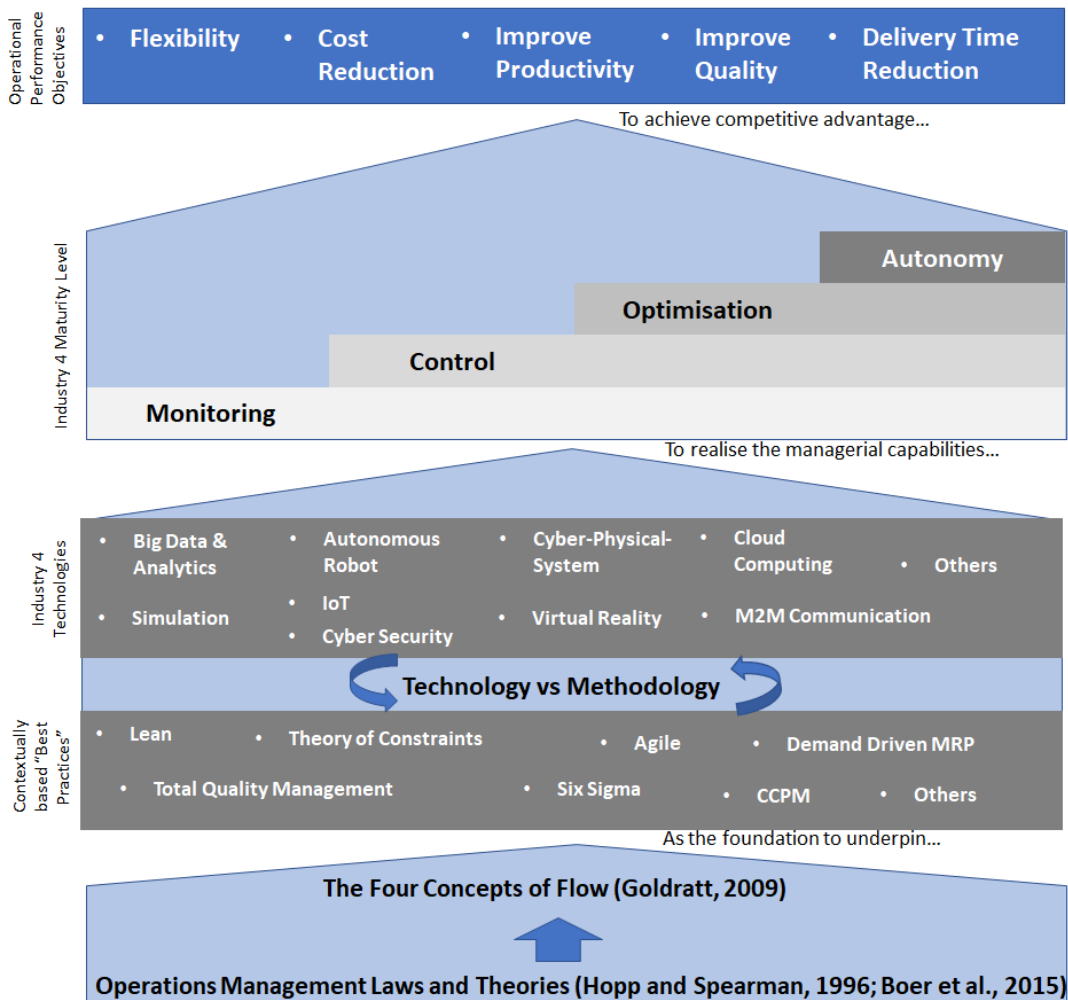 Operational
Performance
Objectives
• Flexibility
• Cost
Reduction
• Improve
Productivity
• Improve
Quality
• Delivery Time
Reduction
To achieve competitive advantage...
Industry 4 Maturity Level
Autonomy
Optimisation
Control
Monitoring
To realise the managerial capabilities...
Industry 4
Technologies
• Big Data &
Analytics
• Autonomous
Robot
• Cyber-Physical-
System
• Cloud
Computing
• Others
• Simulation
• IoT
• Cyber Security
• Virtual Reality
• M2M Communication
Technology vs Methodology
Contextually
based “Best
Practices”
• Lean
• Theory of Constraints
• Agile
• Demand Driven MRP
• Total Quality Management
• Six Sigma
• CCPM
• Others
As the foundation to underpin...
The Four Concepts of Flow (Goldratt, 2009)
Operations Management Laws and Theories (Hopp and Spearman, 1996; Boer et al., 2015)